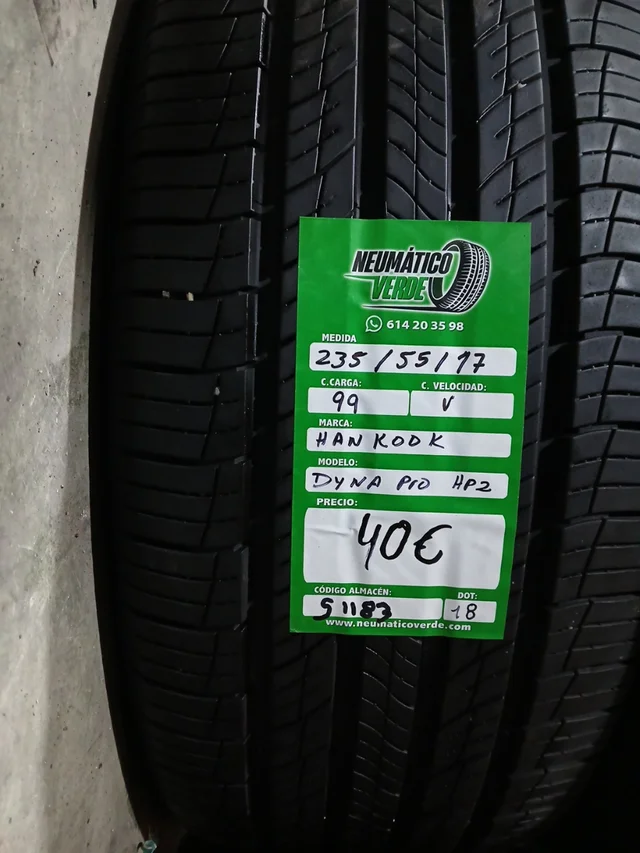 NEUMÁTICO
VERDE
614 20 35 98
MEDIDA
235/55/17
C.CARGA: C. VELOCIDAD:
99 V
MARCA:
HANKOOK
MODELO:
DYNA PRO HP2
PRECIO:
40€
CÓDIGO ALMACÉN: DOT:
S1183 18
www.neumaticoverde.com